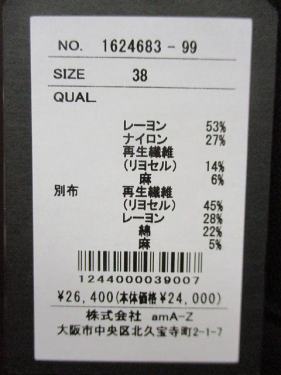 NO. 1624683-99
SIZE 38
QUAL.
レーヨン 53%
ナイロン 27%
再生繊維
(リヨセル) 14%
麻 6%
別布 再生繊維
(リヨセル) 45%
レーヨン 28%
綿 22%
麻 5%
1244000039007
¥26,400(本体価格¥24,000)
株式会社 amA-Z
大阪市中央区北久宝寺町2-1-7